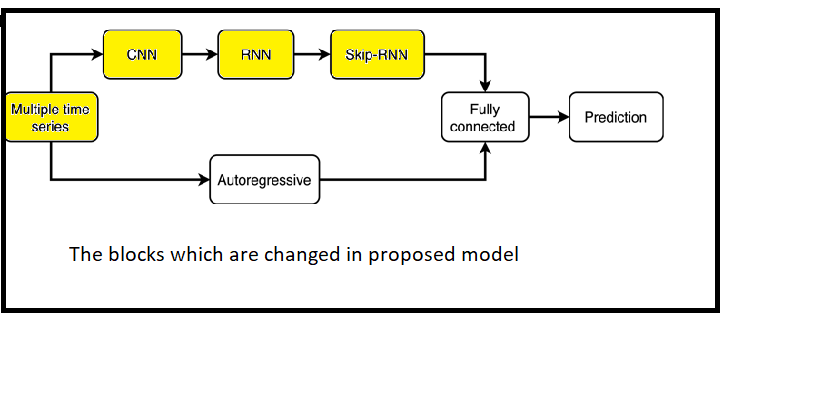 CNN
RNN
Skip-RNN
Multiple time
series
Fully
connected
Prediction
Autoregressive
The blocks which are changed in proposed model